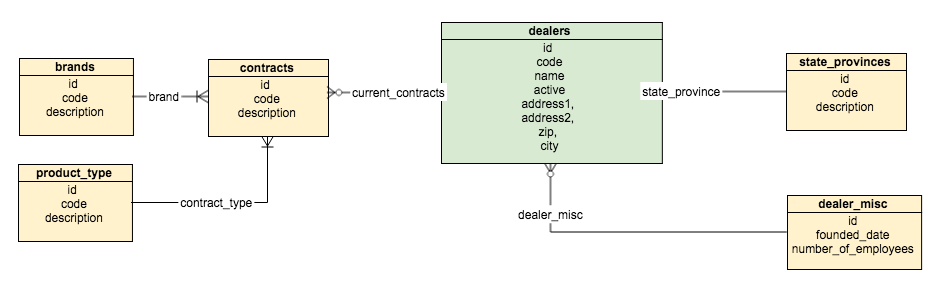 brands
id
code
description
brand
contracts
id
code
description
current_contracts
dealers
id
code
name
active
address1,
address2,
zip,
city
state_province
state_provinces
id
code
description
product_type
id
code
description
contract_type
dealer_misc
dealer_misc
id
founded_date
number_of_employees